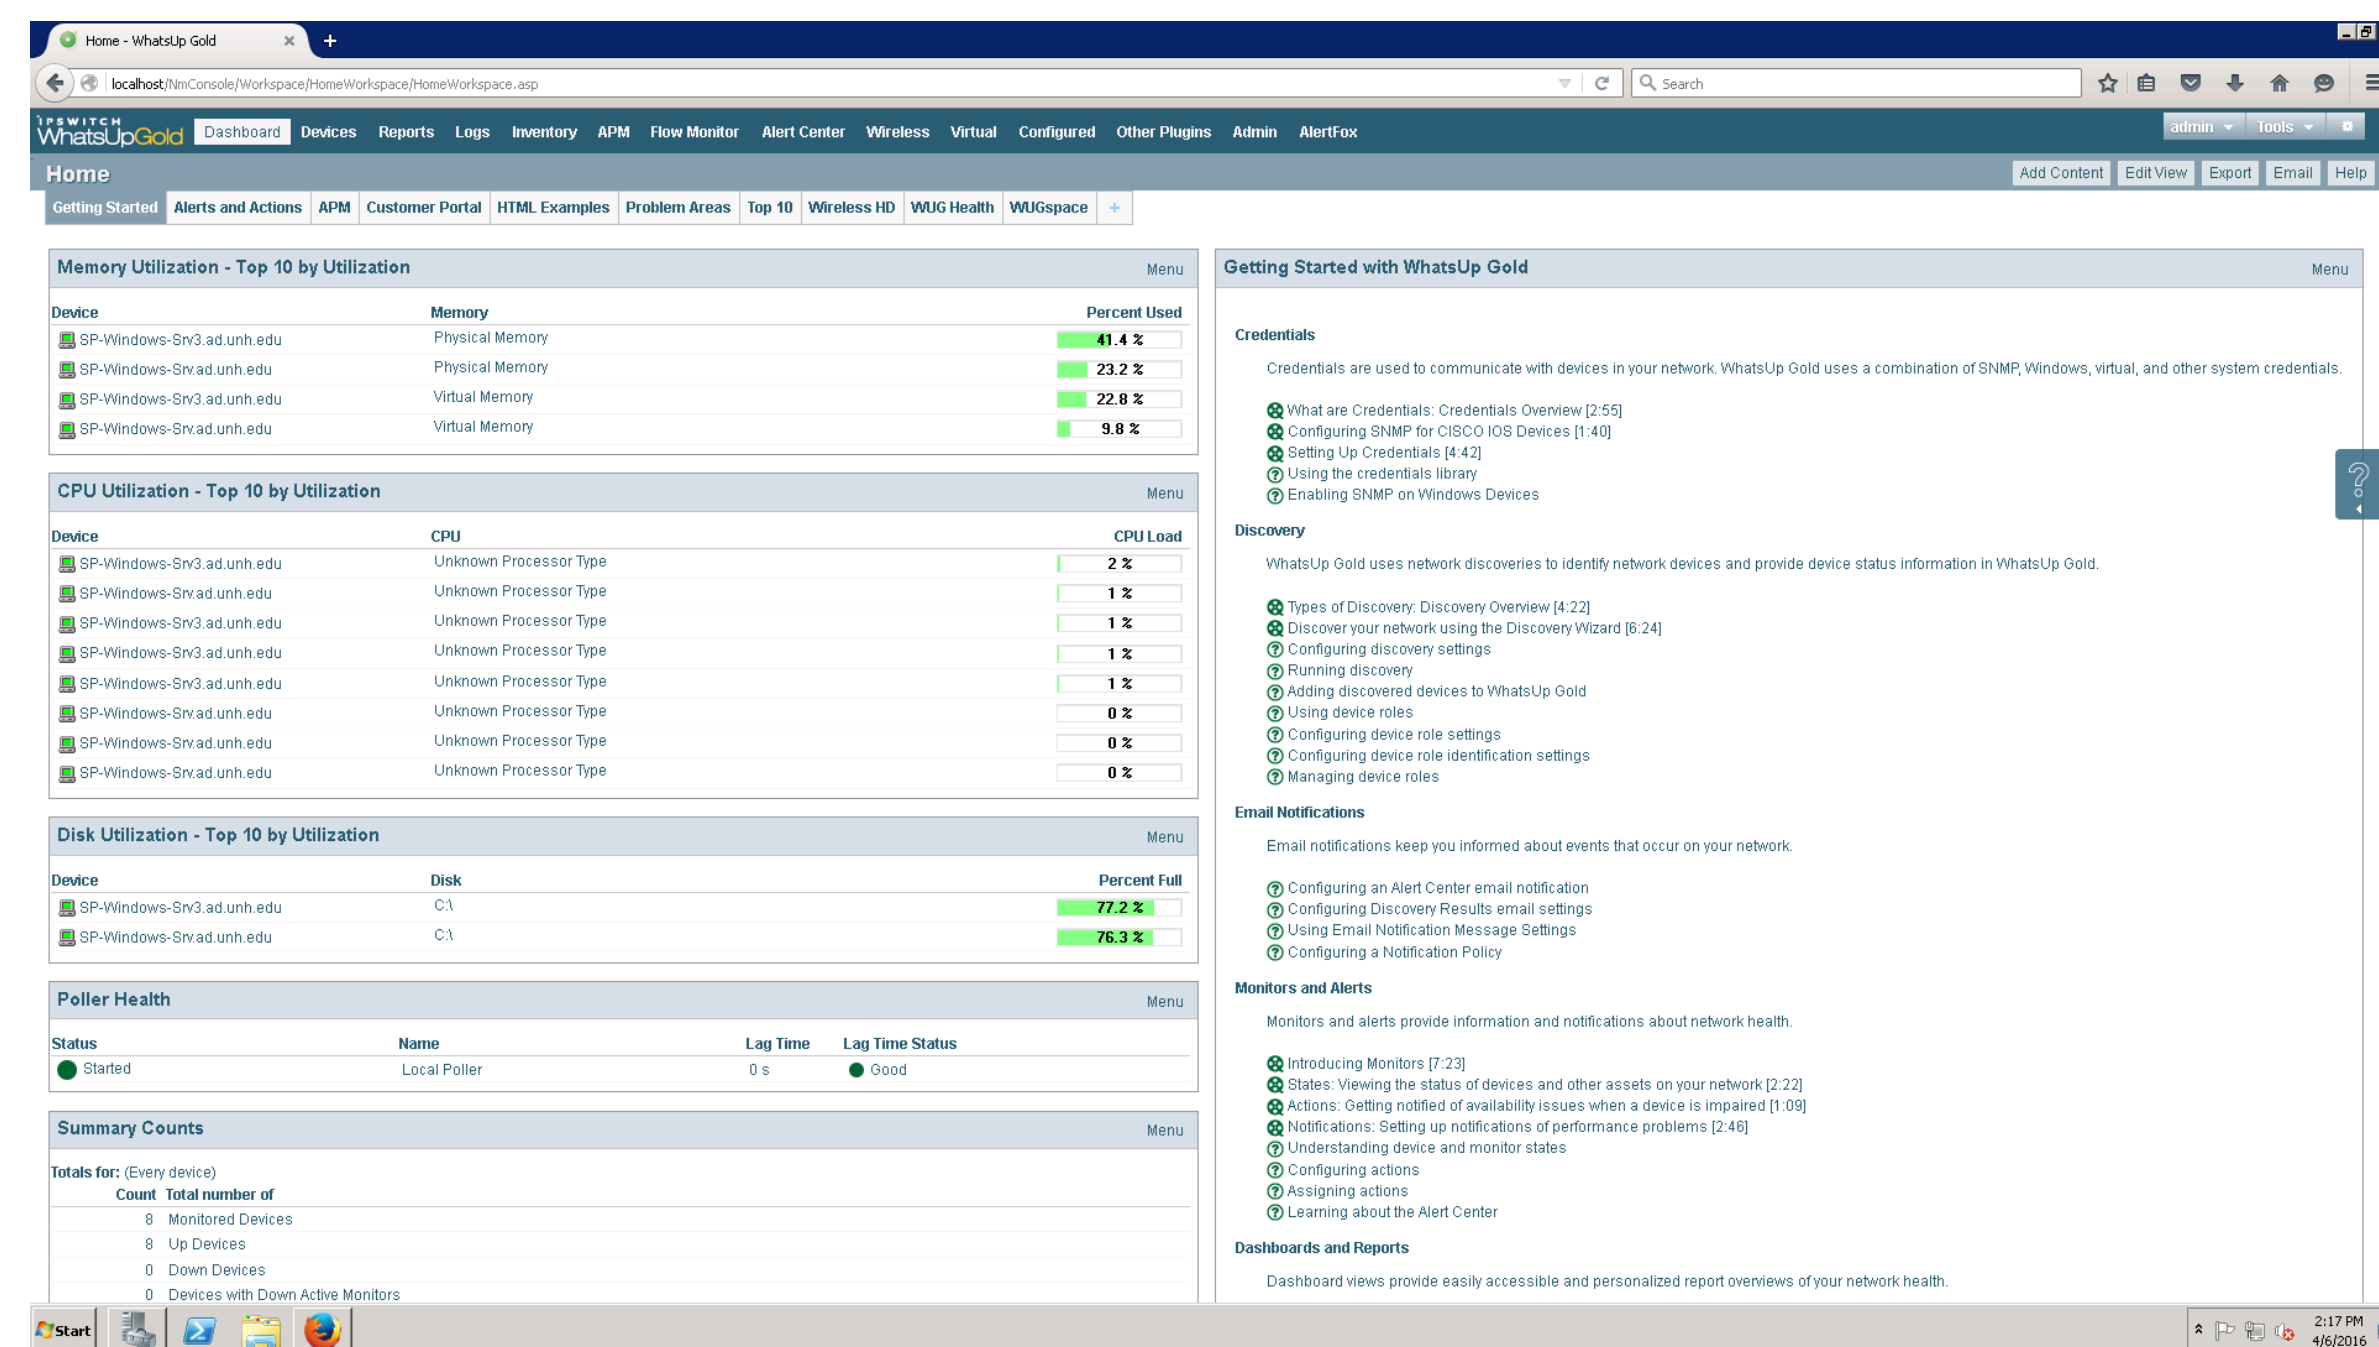 Home - WhatsUp Gold
localhost/NmConsole/Workspace/HomeWorkspace/HomeWorkspace.asp
Search
IPSWITCH
WhatsUpGold Dashboard Devices Reports Logs Inventory APM Flow Monitor Alert Center Wireless Virtual Configured Other Plugins Admin AlertFox admin Tools
Home Add Content Edit View Export Email Help
Getting Started Alerts and Actions APM Customer Portal HTML Examples Problem Areas Top 10 Wireless HD WUG Health WUGspace +
Memory Utilization - Top 10 by Utilization Menu
Device Memory Percent Used
SP-Windows-Srv3.ad.unh.edu Physical Memory 41.4 %
SP-Windows-Srv.ad.unh.edu Physical Memory 23.2 %
SP-Windows-Srv3.ad.unh.edu Virtual Memory 22.8 %
SP-Windows-Srv.ad.unh.edu Virtual Memory 9.8 %
CPU Utilization - Top 10 by Utilization Menu
Device CPU CPU Load
SP-Windows-Srv3.ad.unh.edu Unknown Processor Type 2 %
SP-Windows-Srv.ad.unh.edu Unknown Processor Type 1 %
SP-Windows-Srv3.ad.unh.edu Unknown Processor Type 1 %
SP-Windows-Srv3.ad.unh.edu Unknown Processor Type 1 %
SP-Windows-Srv3.ad.unh.edu Unknown Processor Type 1 %
SP-Windows-Srv.ad.unh.edu Unknown Processor Type 0 %
SP-Windows-Srv.ad.unh.edu Unknown Processor Type 0 %
SP-Windows-Srv.ad.unh.edu Unknown Processor Type 0 %
Disk Utilization - Top 10 by Utilization Menu
Device Disk Percent Full
SP-Windows-Srv3.ad.unh.edu C:\ 77.2 %
SP-Windows-Srv.ad.unh.edu C:\ 76.3 %
Poller Health Menu
Status Name Lag Time Lag Time Status
Started Local Poller 0 s Good
Summary Counts Menu
Totals for: (Every device)
Count Total number of
8 Monitored Devices
8 Up Devices
0 Down Devices
0 Devices with Down Active Monitors
Getting Started with WhatsUp Gold Menu
Credentials
Credentials are used to communicate with devices in your network. WhatsUp Gold uses a combination of SNMP, Windows, virtual, and other system credentials.
What are Credentials: Credentials Overview [2:55]
Configuring SNMP for CISCO IOS Devices [1:40]
Setting Up Credentials [4:42]
Using the credentials library
Enabling SNMP on Windows Devices
Discovery
WhatsUp Gold uses network discoveries to identify network devices and provide device status information in WhatsUp Gold.
Types of Discovery: Discovery Overview [4:22]
Discover your network using the Discovery Wizard [6:24]
Configuring discovery settings
Running discovery
Adding discovered devices to WhatsUp Gold
Using device roles
Configuring device role settings
Configuring device role identification settings
Managing device roles
Email Notifications
Email notifications keep you informed about events that occur on your network.
Configuring an Alert Center email notification
Configuring Discovery Results email settings
Using Email Notification Message Settings
Configuring a Notification Policy
Monitors and Alerts
Monitors and alerts provide information and notifications about network health.
Introducing Monitors [7:23]
States: Viewing the status of devices and other assets on your network [2:22]
Actions: Getting notified of availability issues when a device is impaired [1:09]
Notifications: Setting up notifications of performance problems [2:46]
Understanding device and monitor states
Configuring actions
Assigning actions
Learning about the Alert Center
Dashboards and Reports
Dashboard views provide easily accessible and personalized report overviews of your network health.
Start
2:17 PM
4/6/2016